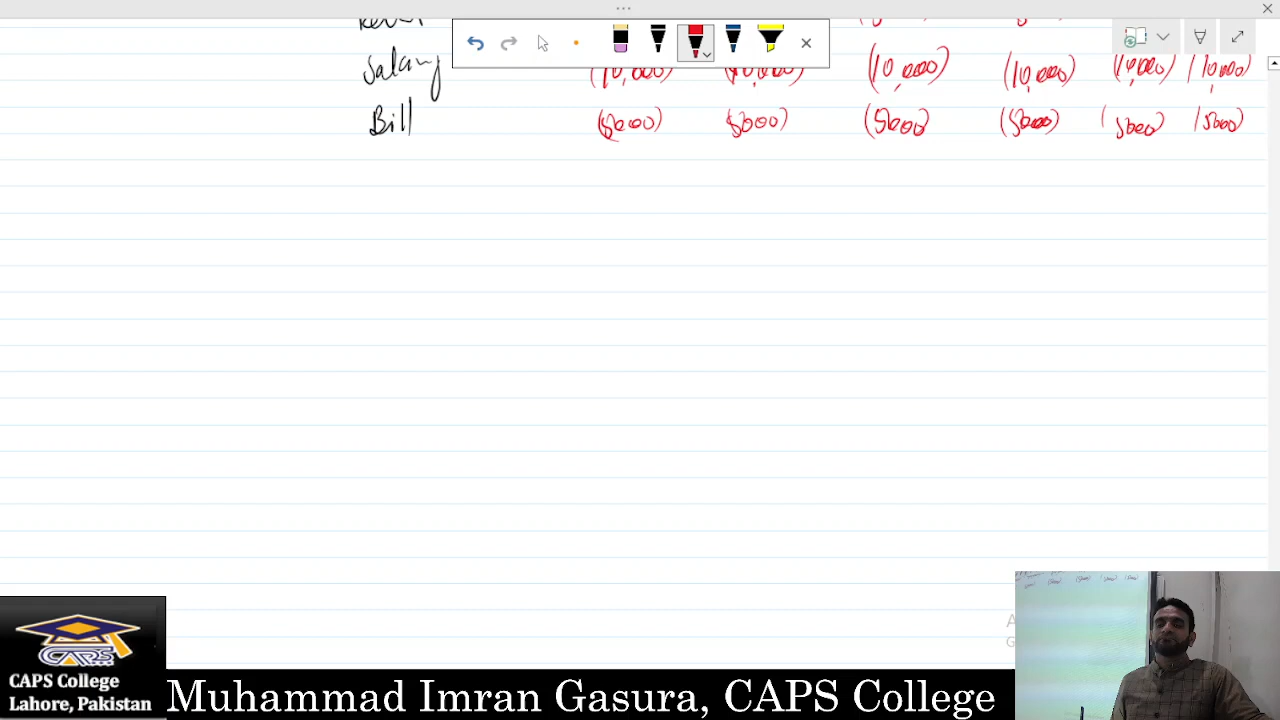 Salary (10,000) (10,000) (10,000) (10,000) (10,000) (10,000)
Bill (5000) (5000) (5000) (5000) (5000) (5000)
CAPS
CAPS College
Lahore, Pakistan
Muhammad Imran Gasura, CAPS College